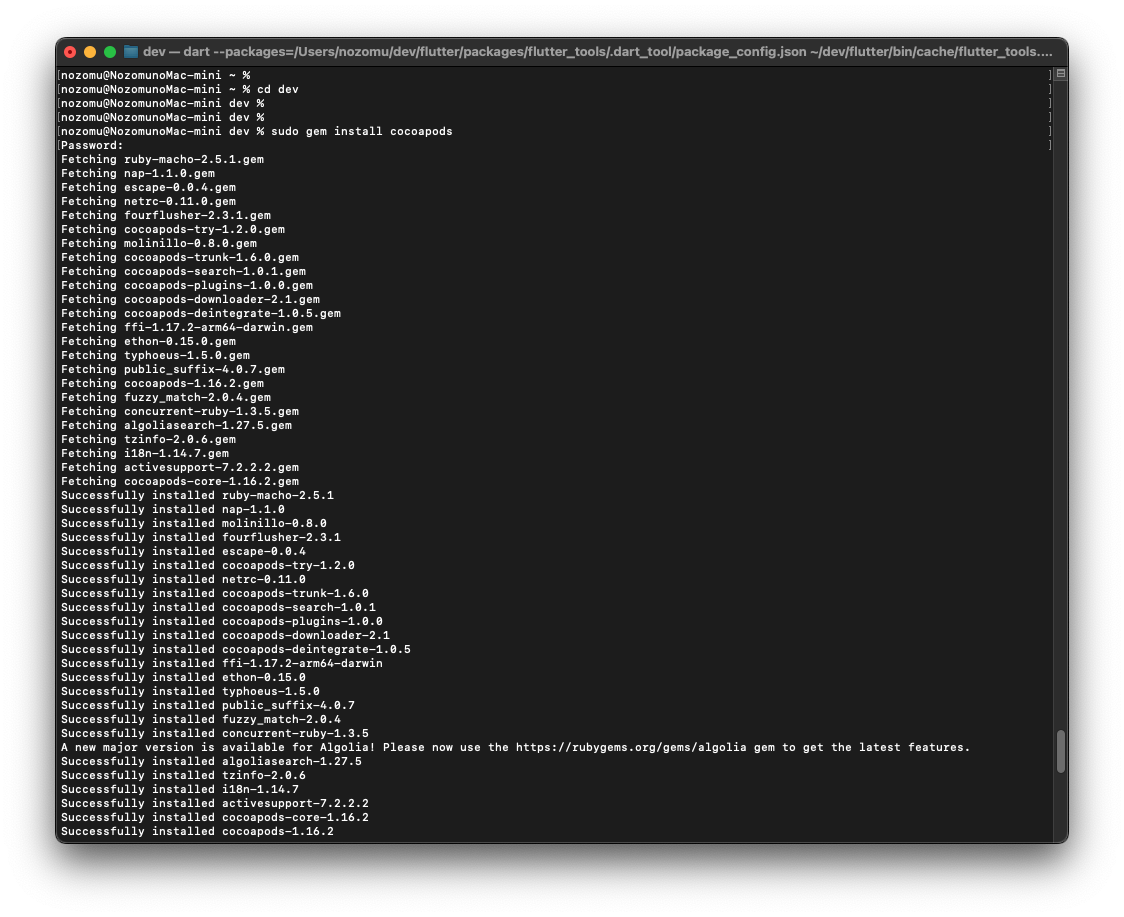 dev — dart --packages=/Users/nozomu/dev/flutter/packages/flutter_tools/.dart_tool/package_config.json ~/dev/flutter/bin/cache/flutter_tools....
[nozomu@NozomunoMac-mini ~ % ]
[nozomu@NozomunoMac-mini ~ % cd dev ]
[nozomu@NozomunoMac-mini dev % ]
[nozomu@NozomunoMac-mini dev % ]
[nozomu@NozomunoMac-mini dev % sudo gem install cocoapods ]
[Password: ]
Fetching ruby-macho-2.5.1.gem
Fetching nap-1.1.0.gem
Fetching escape-0.0.4.gem
Fetching netrc-0.11.0.gem
Fetching fourflusher-2.3.1.gem
Fetching cocoapods-try-1.2.0.gem
Fetching molinillo-0.8.0.gem
Fetching cocoapods-trunk-1.6.0.gem
Fetching cocoapods-search-1.0.1.gem
Fetching cocoapods-plugins-1.0.0.gem
Fetching cocoapods-downloader-2.1.gem
Fetching cocoapods-deintegrate-1.0.5.gem
Fetching ffi-1.17.2-arm64-darwin.gem
Fetching ethon-0.15.0.gem
Fetching typhoeus-1.5.0.gem
Fetching public_suffix-4.0.7.gem
Fetching cocoapods-1.16.2.gem
Fetching fuzzy_match-2.0.4.gem
Fetching concurrent-ruby-1.3.5.gem
Fetching algoliasearch-1.27.5.gem
Fetching tzinfo-2.0.6.gem
Fetching i18n-1.14.7.gem
Fetching activesupport-7.2.2.2.gem
Fetching cocoapods-core-1.16.2.gem
Successfully installed ruby-macho-2.5.1
Successfully installed nap-1.1.0
Successfully installed molinillo-0.8.0
Successfully installed fourflusher-2.3.1
Successfully installed escape-0.0.4
Successfully installed cocoapods-try-1.2.0
Successfully installed netrc-0.11.0
Successfully installed cocoapods-trunk-1.6.0
Successfully installed cocoapods-search-1.0.1
Successfully installed cocoapods-plugins-1.0.0
Successfully installed cocoapods-downloader-2.1
Successfully installed cocoapods-deintegrate-1.0.5
Successfully installed ffi-1.17.2-arm64-darwin
Successfully installed ethon-0.15.0
Successfully installed typhoeus-1.5.0
Successfully installed public_suffix-4.0.7
Successfully installed fuzzy_match-2.0.4
Successfully installed concurrent-ruby-1.3.5
A new major version is available for Algolia! Please now use the https://rubygems.org/gems/algolia gem to get the latest features.
Successfully installed algoliasearch-1.27.5
Successfully installed tzinfo-2.0.6
Successfully installed i18n-1.14.7
Successfully installed activesupport-7.2.2.2
Successfully installed cocoapods-core-1.16.2
Successfully installed cocoapods-1.16.2